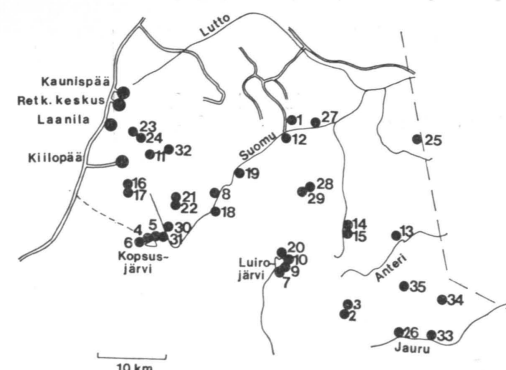 Lutto
Kaunispää
Retk. keskus
Laanila
23
24
11
32
Kiilopää
1
27
12
Suomu
25
19
16
17
21
22
8
18
28
29
14
15
13
4
5
6
30
31
Kopsus-
järvi
20
10
9
7
Luiro-
järvi
Anteri
35
34
3
2
26
33
Jauru
10 km